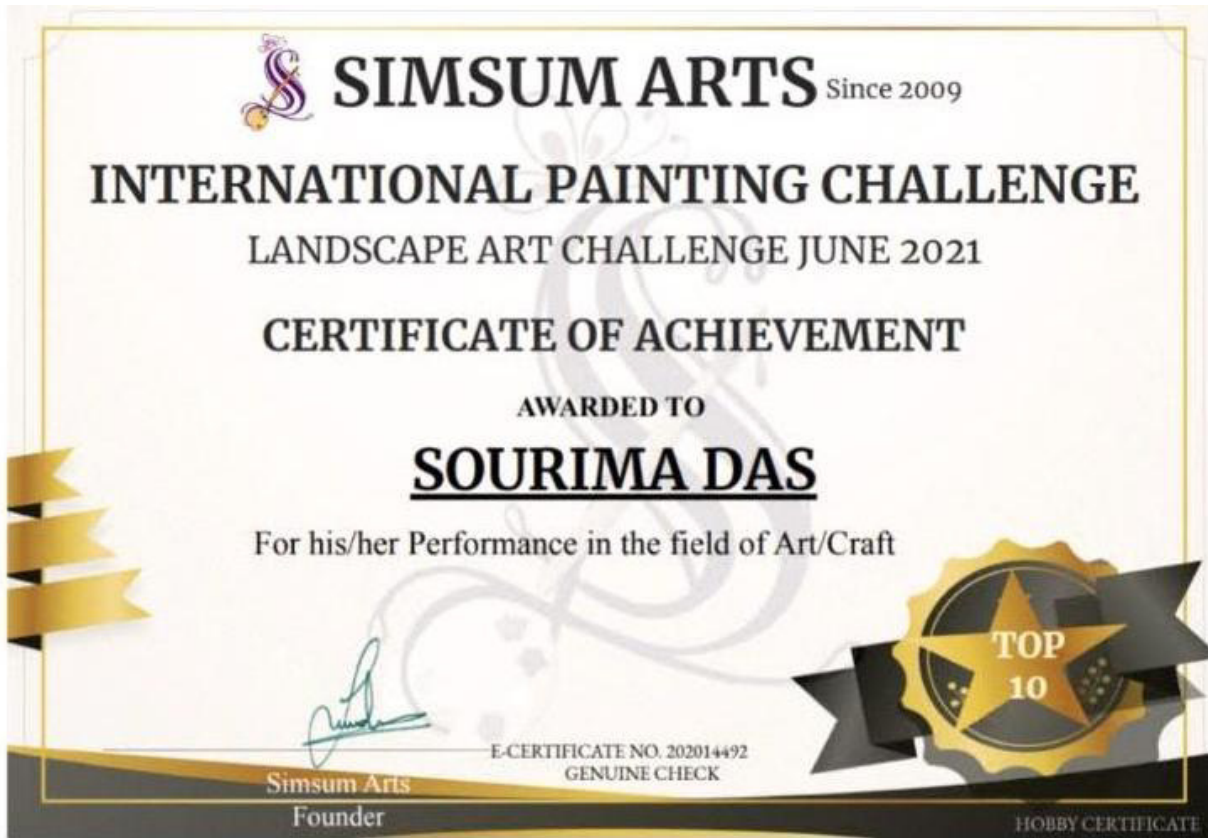 SIMSUM ARTS Since 2009
INTERNATIONAL PAINTING CHALLENGE
LANDSCAPE ART CHALLENGE JUNE 2021
CERTIFICATE OF ACHIEVEMENT
AWARDED TO
SOURIMA DAS
For his/her Performance in the field of Art/Craft
TOP
10
E-CERTIFICATE NO. 202014492
GENUINE CHECK
Simsum Arts
Founder
HOBBY CERTIFICATE